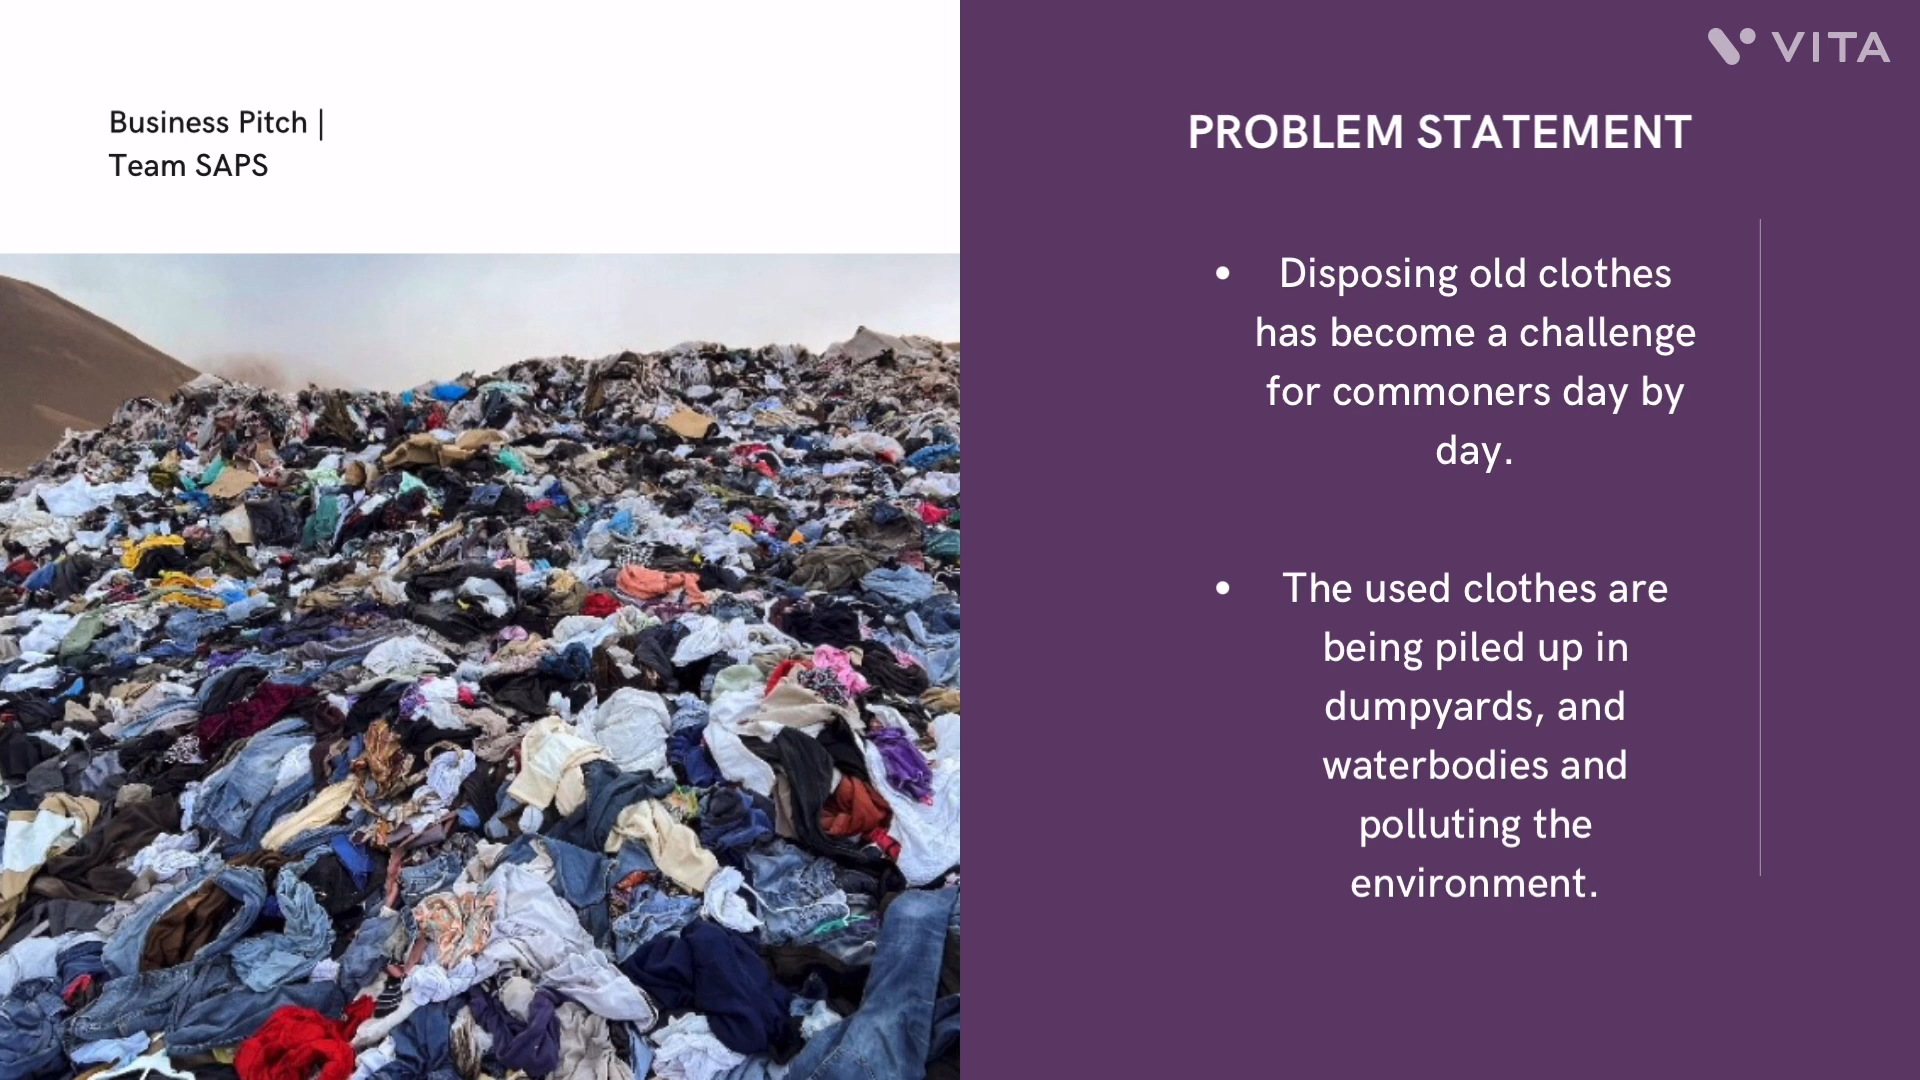 Business Pitch |
Team SAPS
VITA
PROBLEM STATEMENT
• Disposing old clothes
has become a challenge
for commoners day by
day.
• The used clothes are
being piled up in
dumpyards, and
waterbodies and
polluting the
environment.